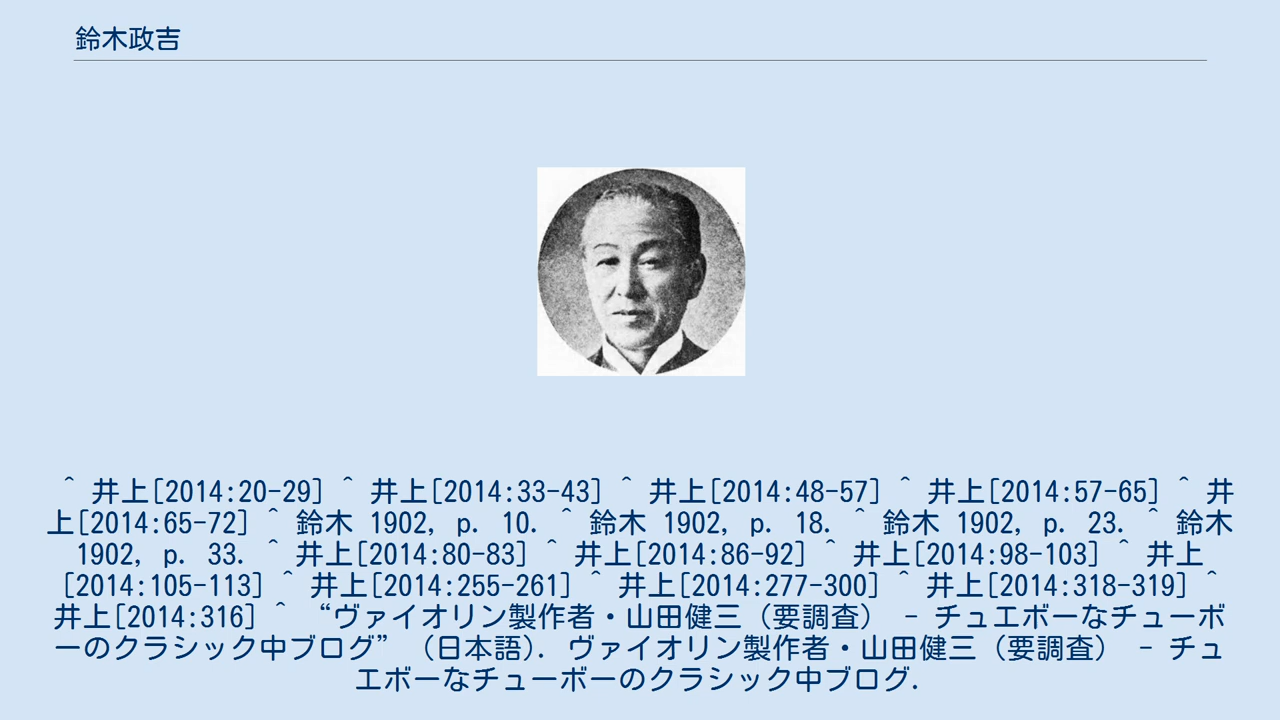 鈴木政吉
^ 井上[2014:20-29] ^ 井上[2014:33-43] ^ 井上[2014:48-57] ^ 井上[2014:57-65] ^ 井
上[2014:65-72] ^ 鈴木 1902, p. 10. ^ 鈴木 1902, p. 18. ^ 鈴木 1902, p. 23. ^ 鈴木
1902, p. 33. ^ 井上[2014:80-83] ^ 井上[2014:86-92] ^ 井上[2014:98-103] ^ 井上
[2014:105-113] ^ 井上[2014:255-261] ^ 井上[2014:277-300] ^ 井上[2014:318-319] ^
井上[2014:316] ^ “ヴァイオリン製作者・山田健三（要調査） - チュエボーなチューボ
ーのクラシック中ブログ” （日本語）. ヴァイオリン製作者・山田健三（要調査） - チュ
エボーなチューボーのクラシック中ブログ.